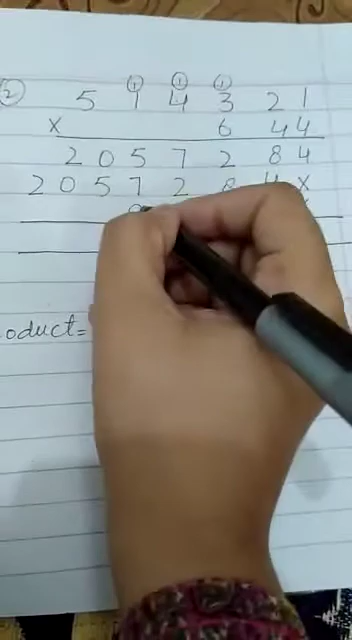 ②
① ① ①
5 1 4 3 2 1
x 6 4 4
2 0 5 7 2 8 4
2 0 5 7 2 8 4 x
oduct=